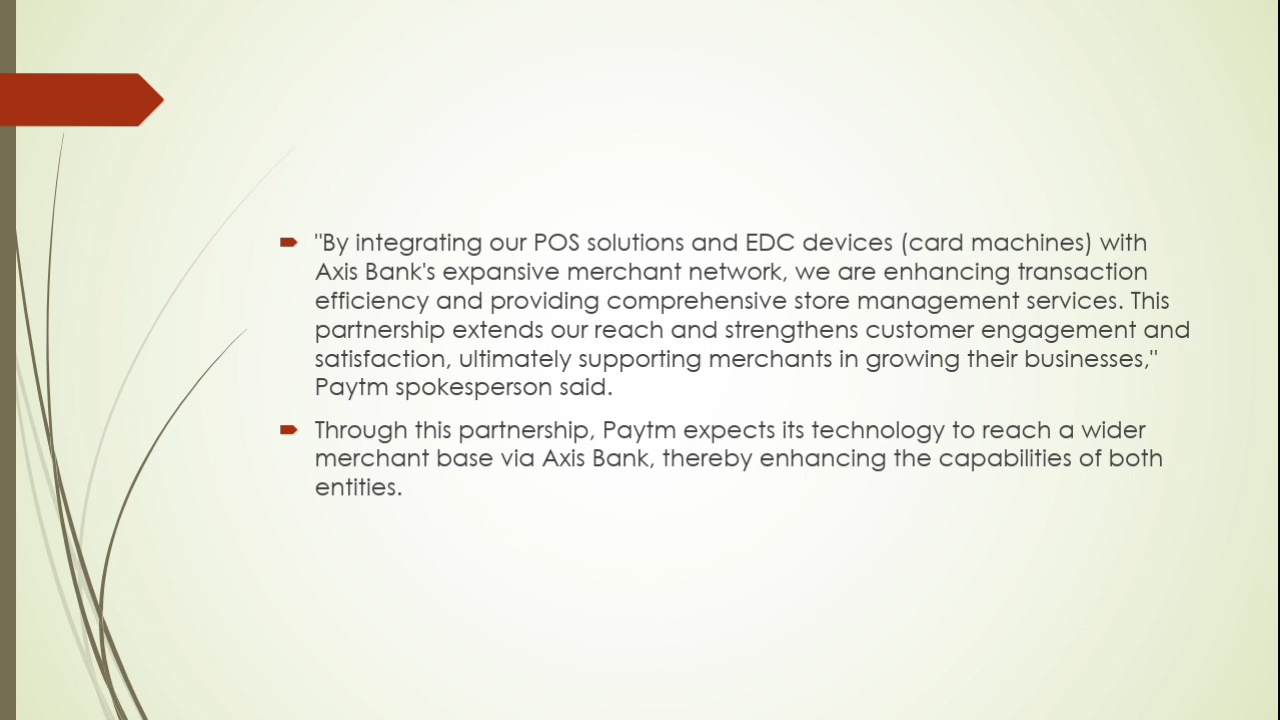 "By integrating our POS solutions and EDC devices (card machines) with
Axis Bank's expansive merchant network, we are enhancing transaction
efficiency and providing comprehensive store management services. This
partnership extends our reach and strengthens customer engagement and
satisfaction, ultimately supporting merchants in growing their businesses,"
Paytm spokesperson said.
Through this partnership, Paytm expects its technology to reach a wider
merchant base via Axis Bank, thereby enhancing the capabilities of both
entities.